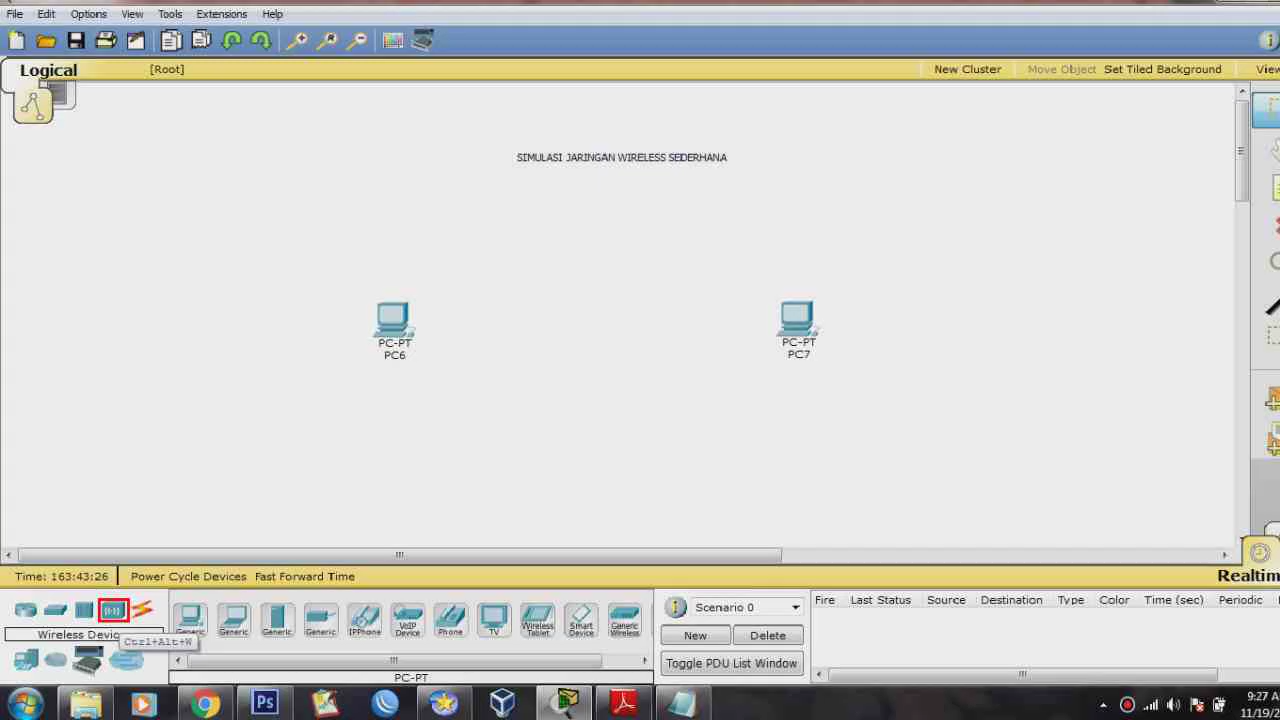 File Edit Options View Tools Extensions Help
Logical [Root] New Cluster Move Object Set Tiled Background View
SIMULASI JARINGAN WIRELESS SEIDERHANA
PC-PT
PC6
PC-PT
PC7
Time: 163:43:26 Power Cycle Devices Fast Forward Time
Realtim
Wireless Devic
Ctrl+Alt+W
Generic
Generic
Generic
Generic
IPPhone
VoIP
Device
Phone
TV
Wireless
Tablet
Smart
Device
Generic
Wireless
PC-PT
Scenario 0
New Delete
Toggle PDU List Window
Fire Last Status Source Destination Type Color Time (sec) Periodic
Ps
9:27 A
11/19/2